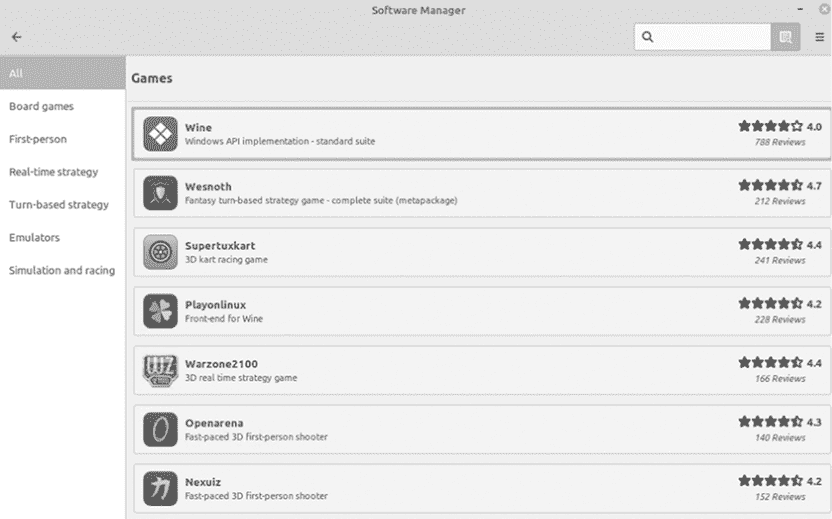 Software Manager
All
Board games
First-person
Real-time strategy
Turn-based strategy
Emulators
Simulation and racing
Games
Wine
Windows API implementation - standard suite
4.0
788 Reviews
Wesnoth
Fantasy turn-based strategy game - complete suite (metapackage)
4.7
212 Reviews
Supertuxkart
3D kart racing game
4.4
241 Reviews
Playonlinux
Front-end for Wine
4.2
228 Reviews
WZ
Warzone2100
3D real time strategy game
4.4
166 Reviews
Openarena
Fast-paced 3D first-person shooter
4.3
140 Reviews
Nexuiz
Fast-paced 3D first-person shooter
4.2
152 Reviews